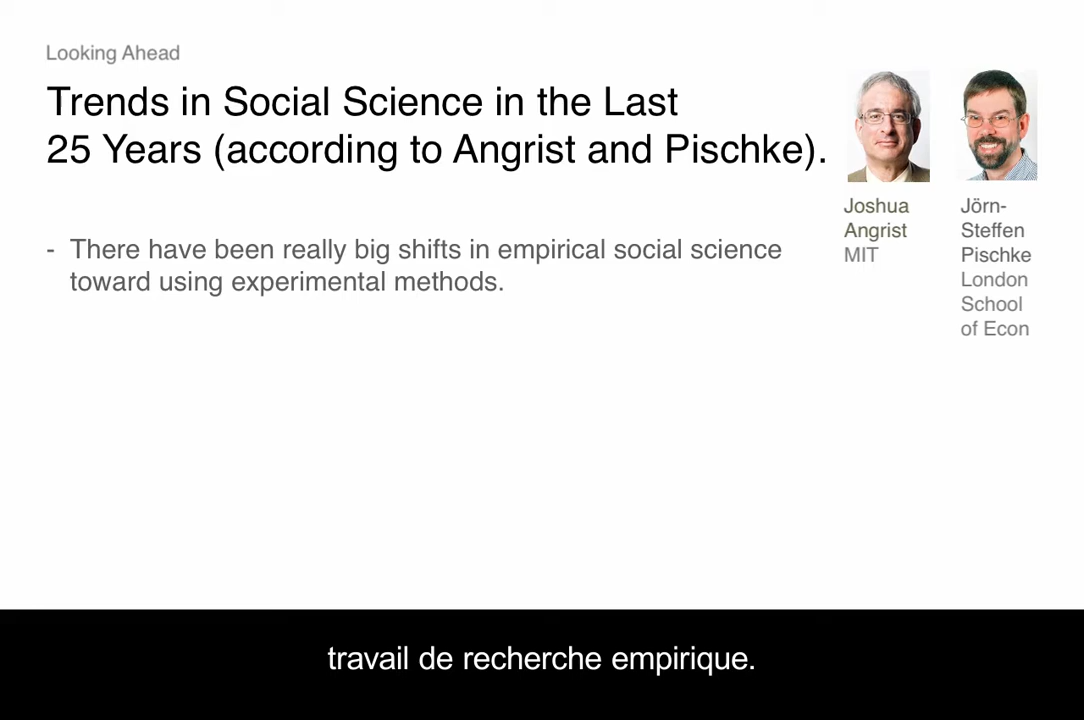 Looking Ahead
Trends in Social Science in the Last
25 Years (according to Angrist and Pischke).
- There have been really big shifts in empirical social science
toward using experimental methods.
Joshua
Angrist
MIT
Jörn-
Steffen
Pischke
London
School
of Econ
travail de recherche empirique.